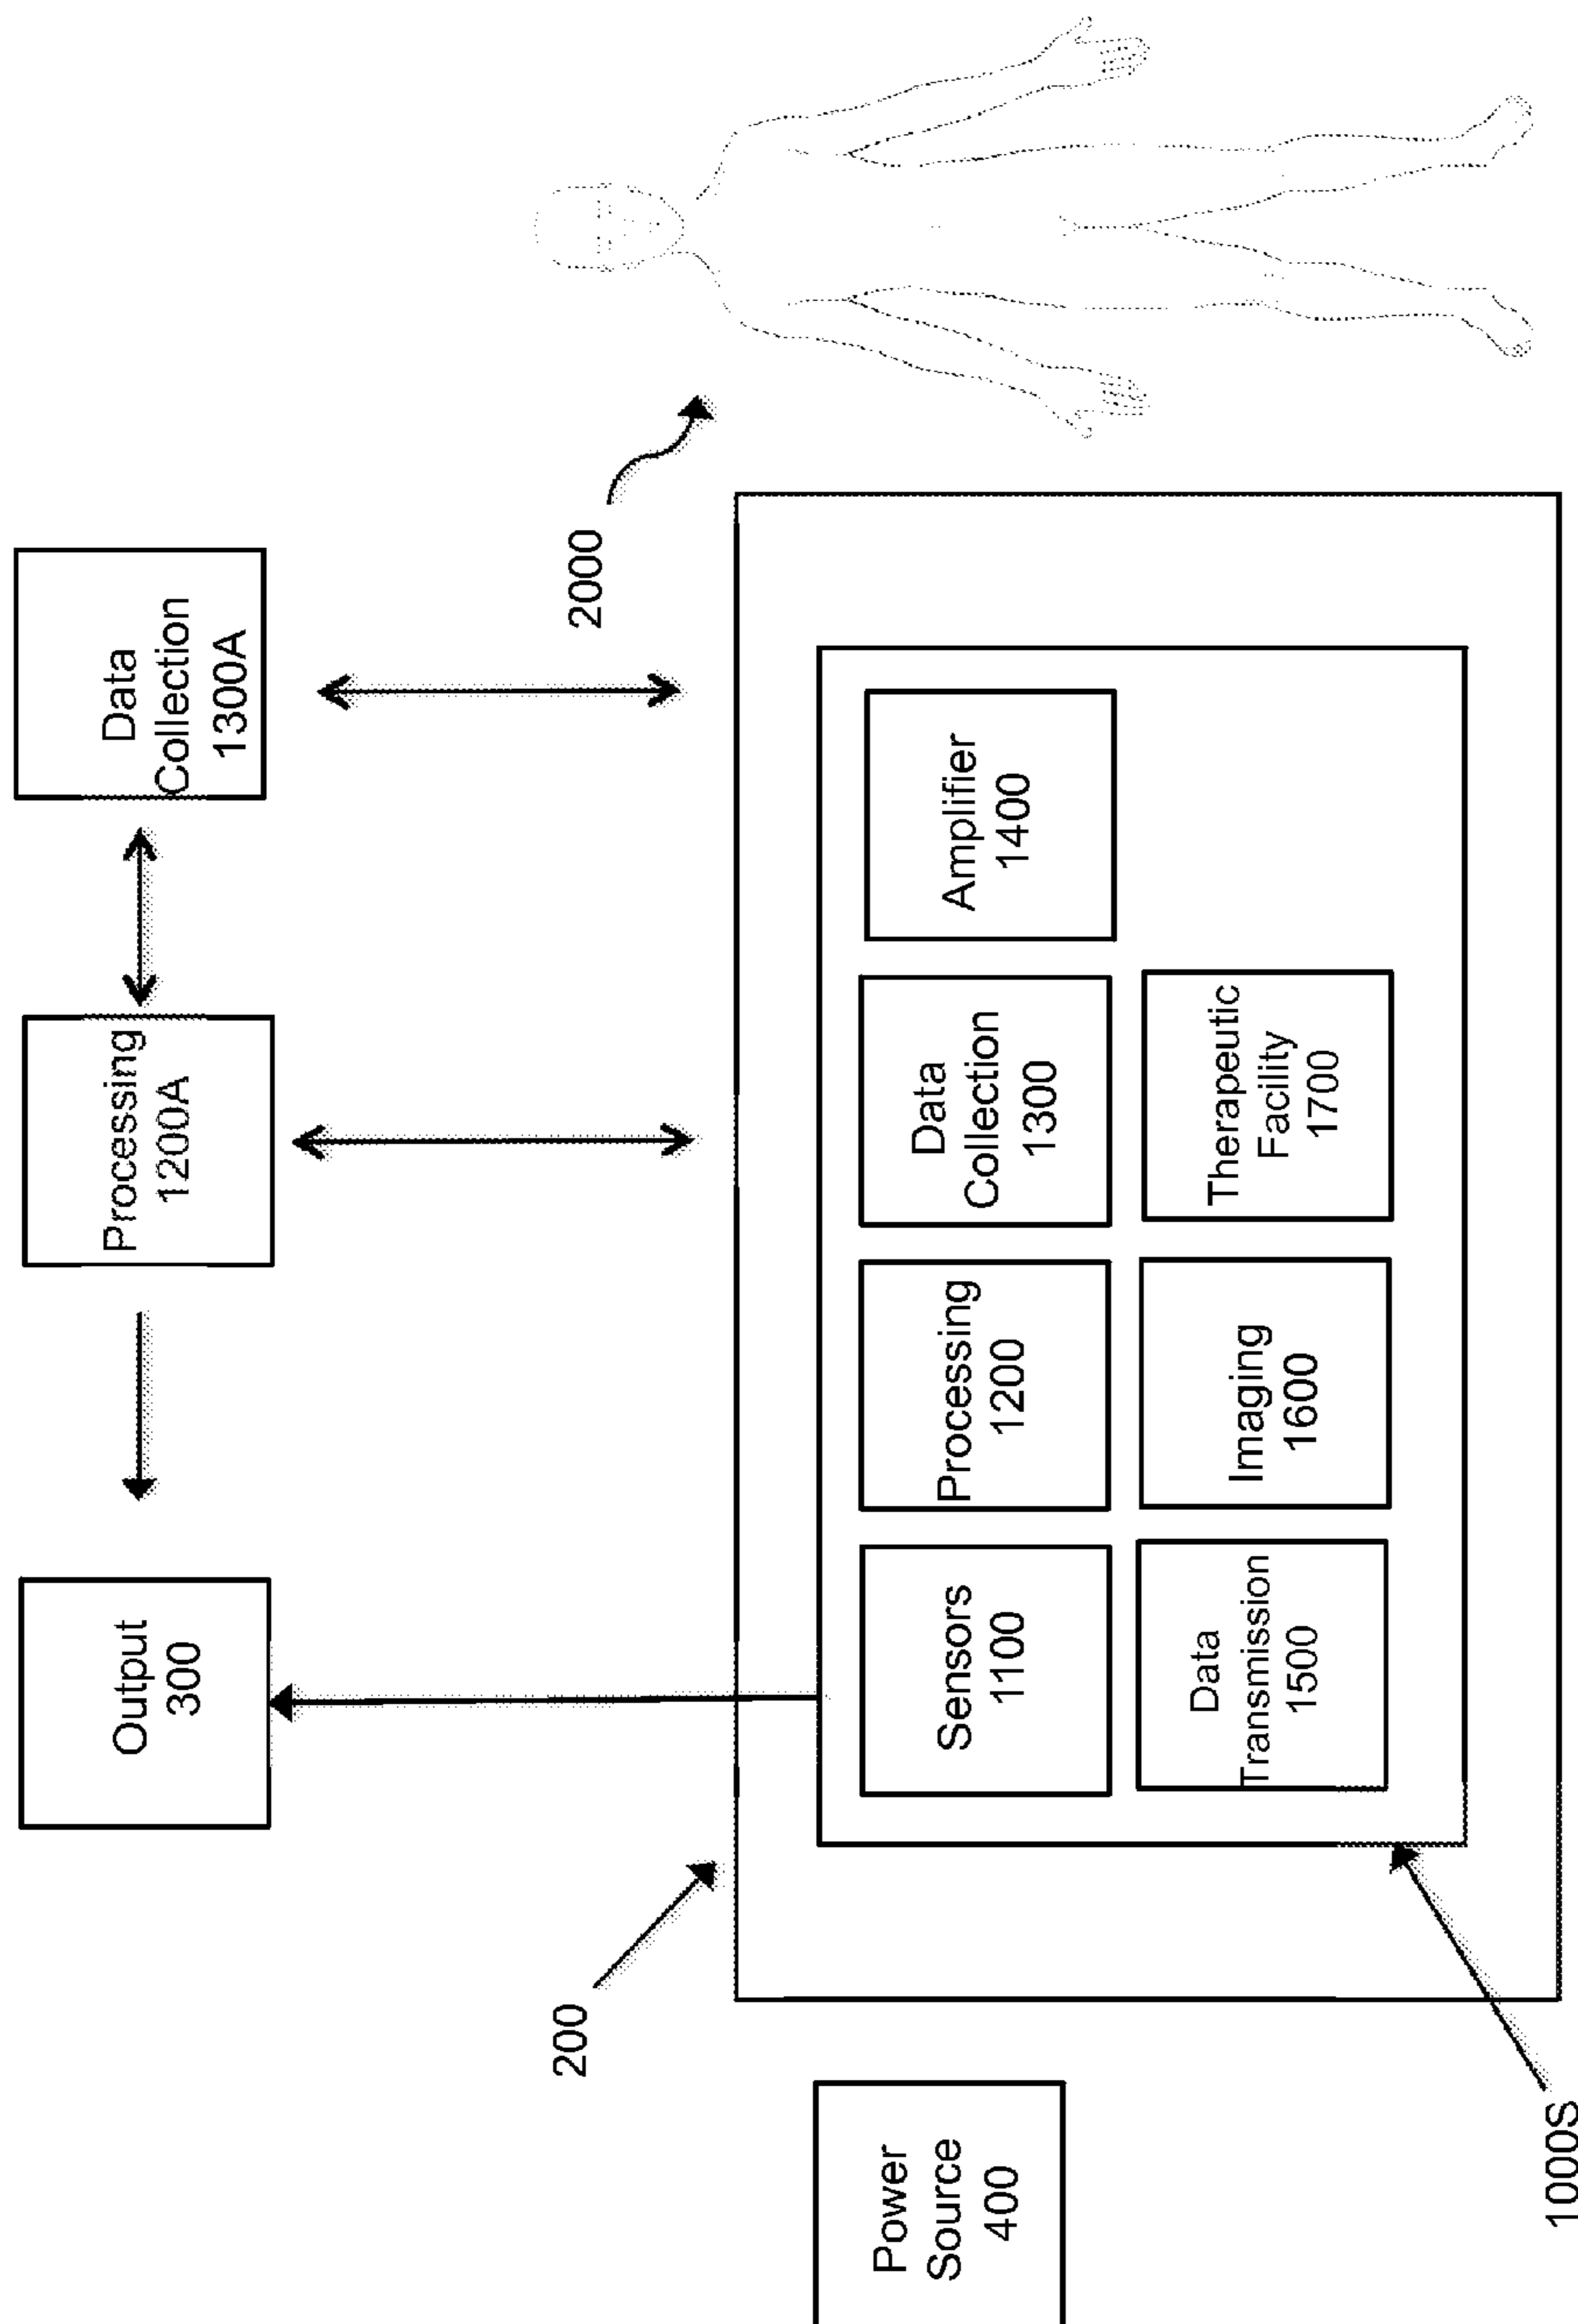 Output
300
Processing
1200A
Data
Collection
1300A
200
2000
Power
Source
400
Sensors
1100
Processing
1200
Data
Collection
1300
Amplifier
1400
Data
Transmission
1500
Imaging
1600
Therapeutic
Facility
1700
1000S